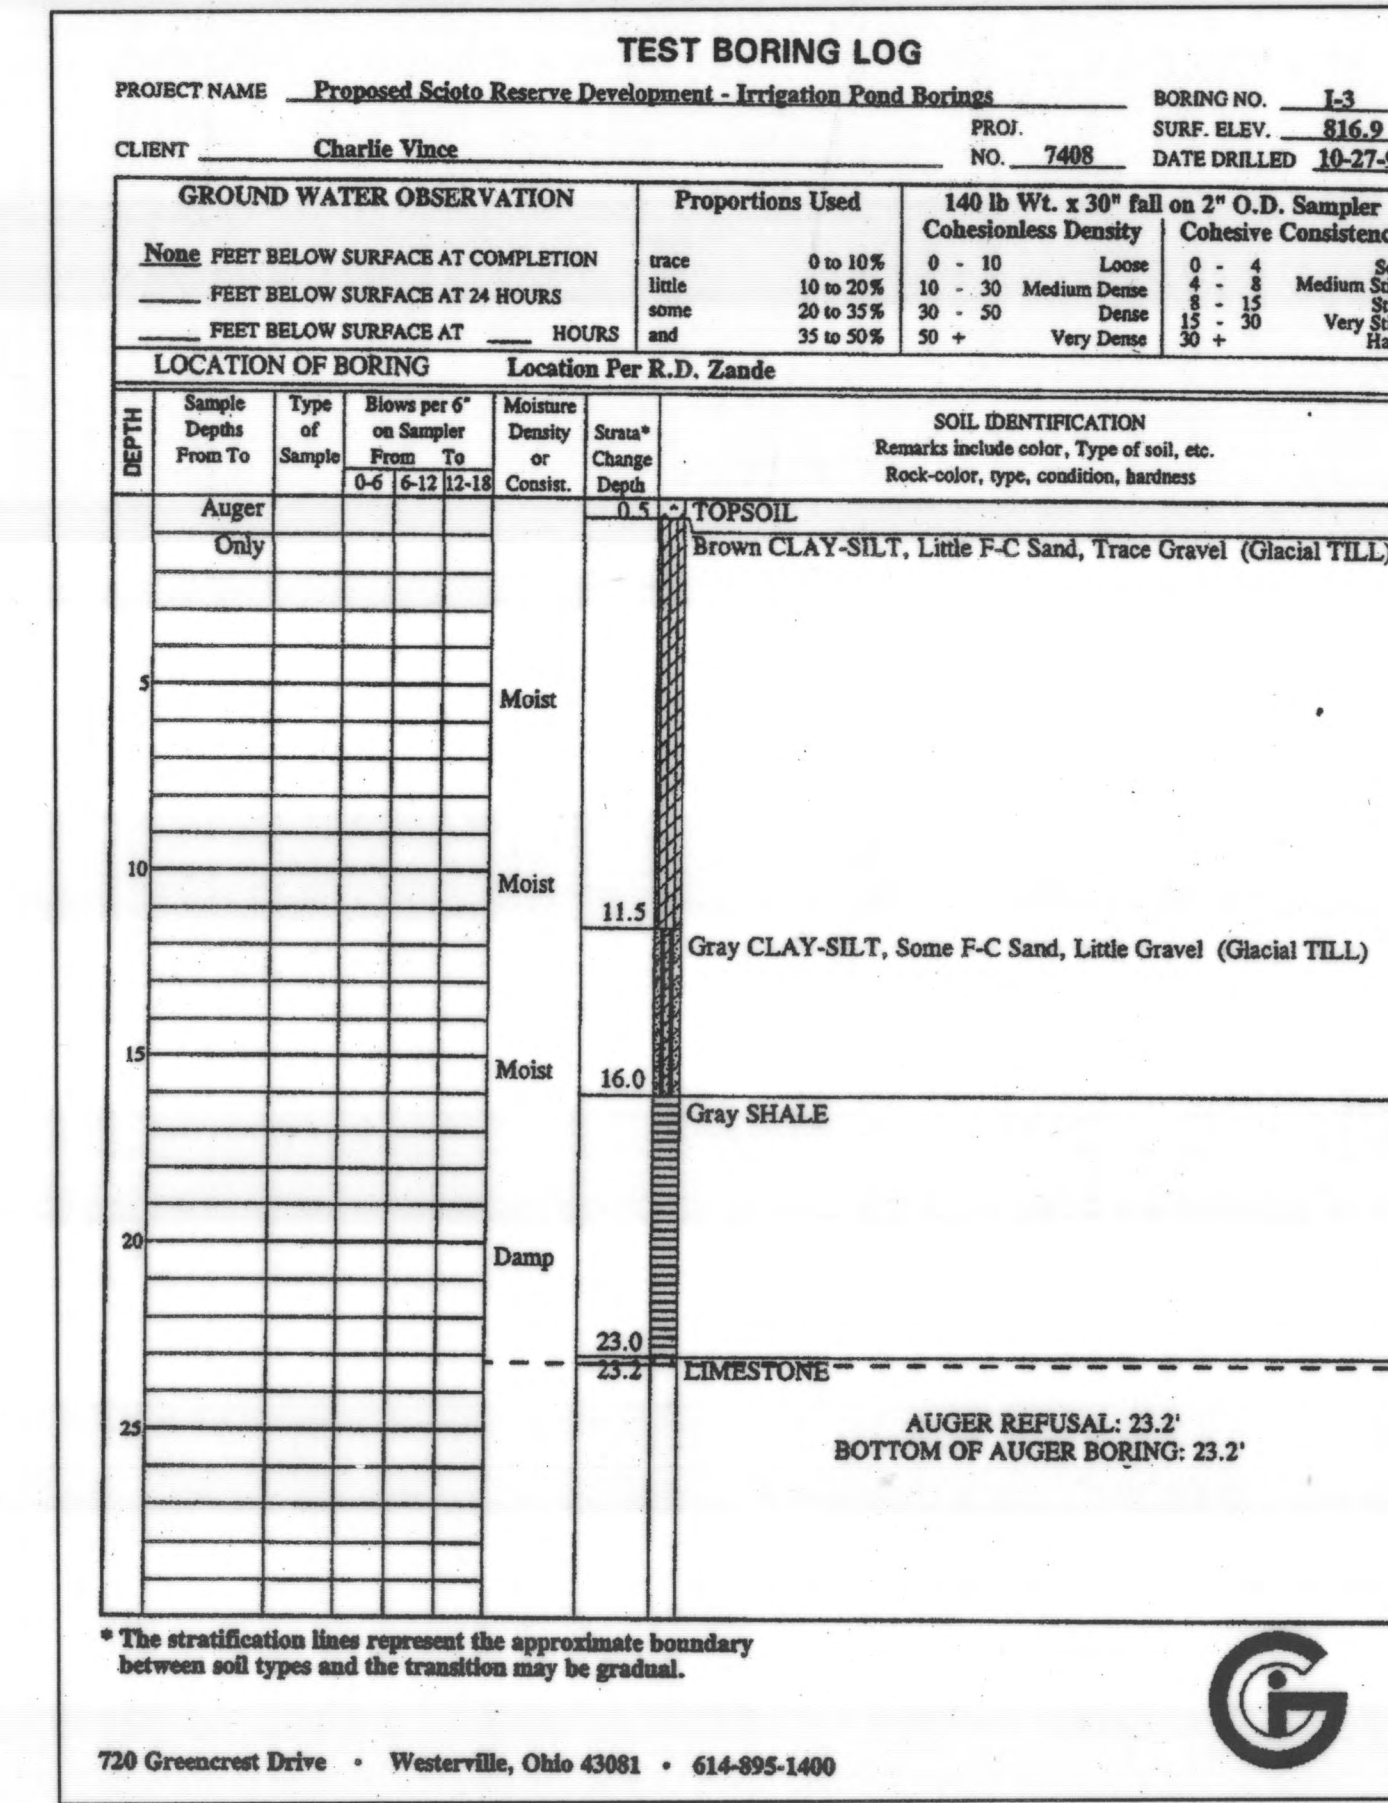 TEST BORING LOG
PROJECT NAME Proposed Scioto Reserve Development - Irrigation Pond Borings BORING NO. I-3
CLIENT Charlie Vince PROJ. NO. 7408 SURF. ELEV. 816.9
DATE DRILLED 10-27-
GROUND WATER OBSERVATION
None FEET BELOW SURFACE AT COMPLETION
FEET BELOW SURFACE AT 24 HOURS
FEET BELOW SURFACE AT HOURS
Proportions Used
trace 0 to 10%
little 10 to 20%
some 20 to 35%
and 35 to 50%
140 lb Wt. x 30" fall on 2" O.D. Sampler
Cohesionless Density
0 - 10 Loose
10 - 30 Medium Dense
30 - 50 Dense
50 + Very Dense
Cohesive
0 - 4
4 - 8 Medium
8 - 15
15 - 30 Very
30 +
LOCATION OF BORING Location Per R.D. Zande
DEPTH
Sample
Depths
From To
Type
of
Sample
Blows per 6"
on Sampler
From To
0-6 6-12 12-18
Moisture
Density
or
Consist.
Strata*
Change
Depth
SOIL IDENTIFICATION
Remarks include color, Type of soil, etc.
Rock-color, type, condition, hardness
Auger 0.5 TOPSOIL
Only Brown CLAY-SILT, Little F-C Sand, Trace Gravel (Glacial TILL)
5 Moist
10 Moist
11.5
Gray CLAY-SILT, Some F-C Sand, Little Gravel (Glacial TILL)
15 Moist 16.0
Gray SHALE
20 Damp
23.0
23.2 LIMESTONE
25 AUGER REFUSAL: 23.2'
BOTTOM OF AUGER BORING: 23.2'
* The stratification lines represent the approximate boundary
between soil types and the transition may be gradual.
720 Greencrest Drive • Westerville, Ohio 43081 • 614-895-1400